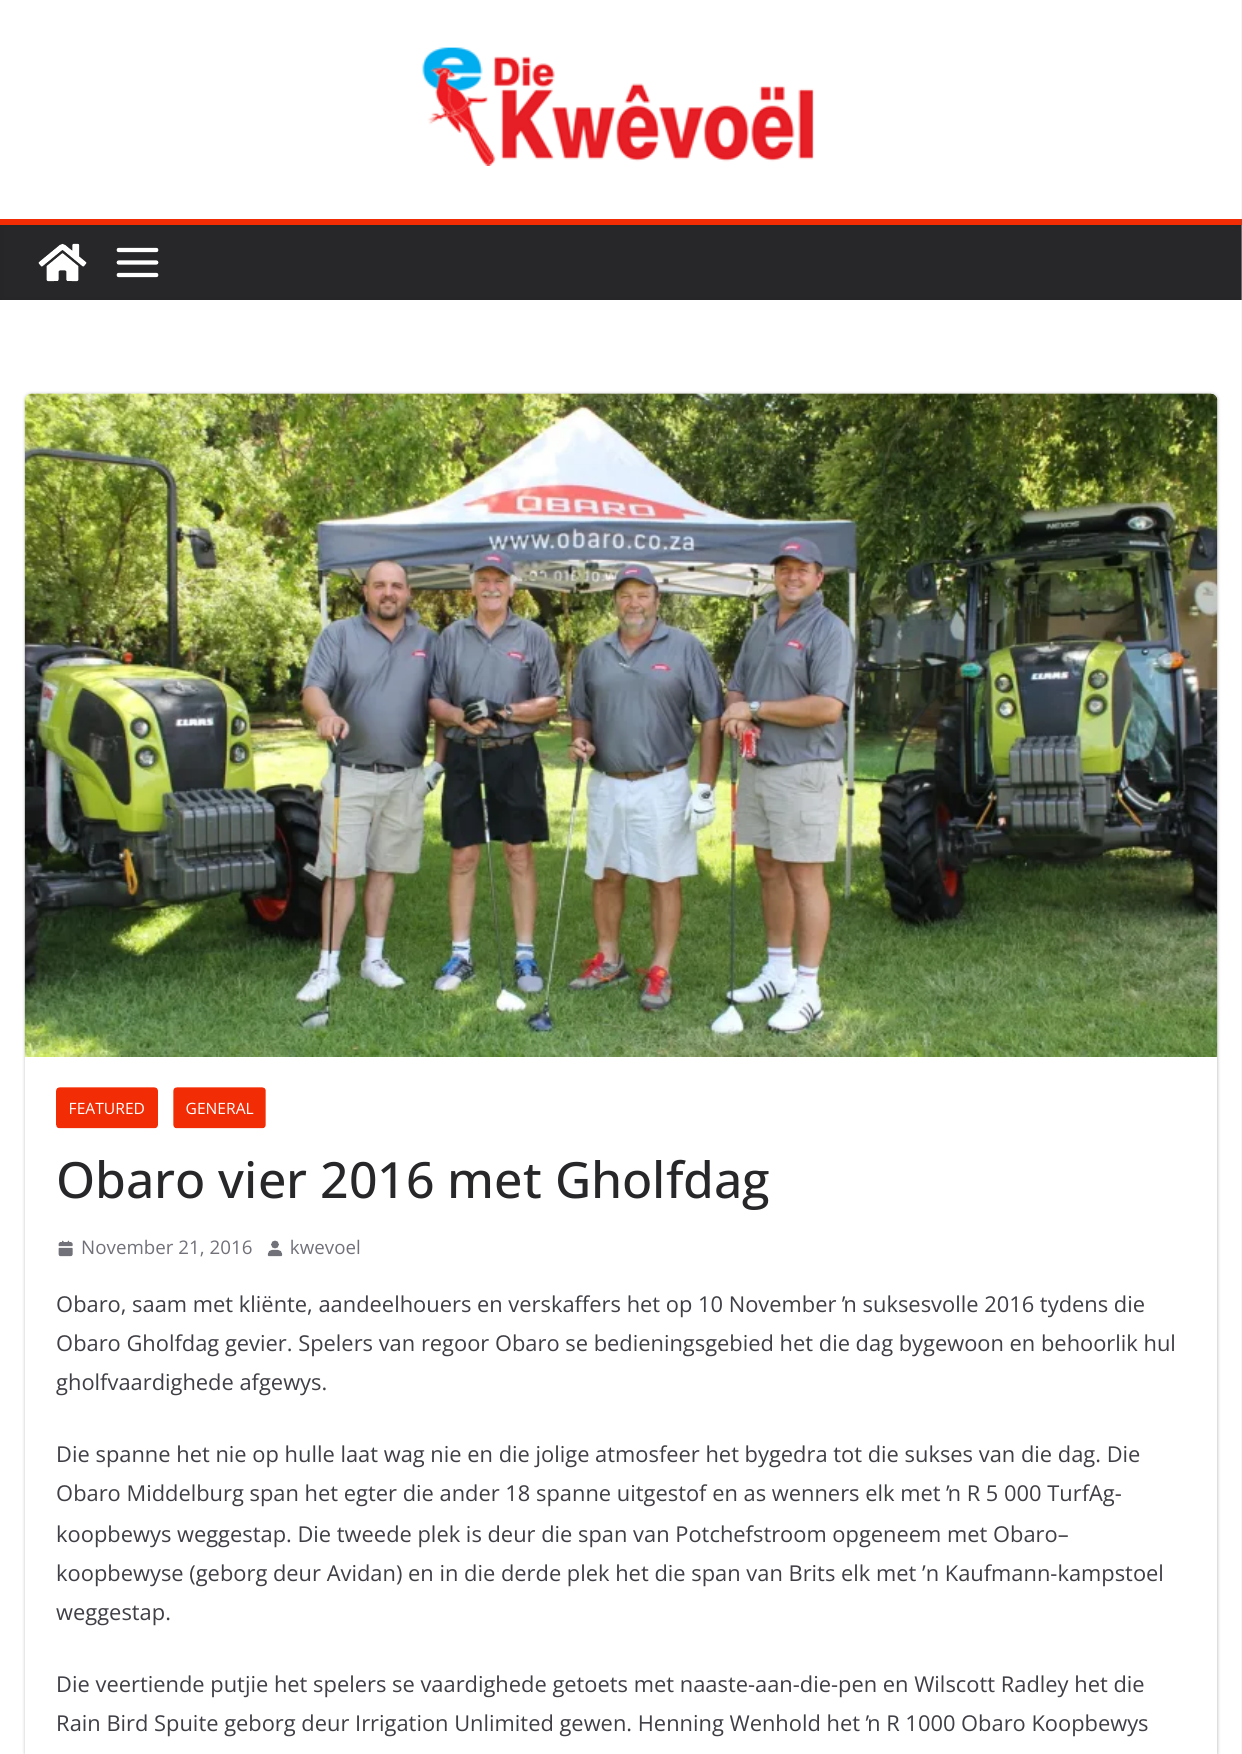 e Die
Kwêvoël
OBARO
www.obaro.co.za
NEXOS
CLAAS
CLAAS
FEATURED GENERAL
Obaro vier 2016 met Gholfdag
November 21, 2016 kwevoel
Obaro, saam met kliënte, aandeelhouers en verskaffers het op 10 November ’n suksesvolle 2016 tydens die
Obaro Gholfdag gevier. Spelers van regoor Obaro se bedieningsgebied het die dag bygewoon en behoorlik hul
gholfvaardighede afgewys.
Die spanne het nie op hulle laat wag nie en die jolige atmosfeer het bygedra tot die sukses van die dag. Die
Obaro Middelburg span het egter die ander 18 spanne uitgestof en as wenners elk met ’n R 5 000 TurfAg-
koopbewys weggestap. Die tweede plek is deur die span van Potchefstroom opgeneem met Obaro–
koopbewyse (geborg deur Avidan) en in die derde plek het die span van Brits elk met ’n Kaufmann-kampstoel
weggestap.
Die veertiende putjie het spelers se vaardighede getoets met naaste-aan-die-pen en Wilscott Radley het die
Rain Bird Spuite geborg deur Irrigation Unlimited gewen. Henning Wenhold het ’n R 1000 Obaro Koopbewys